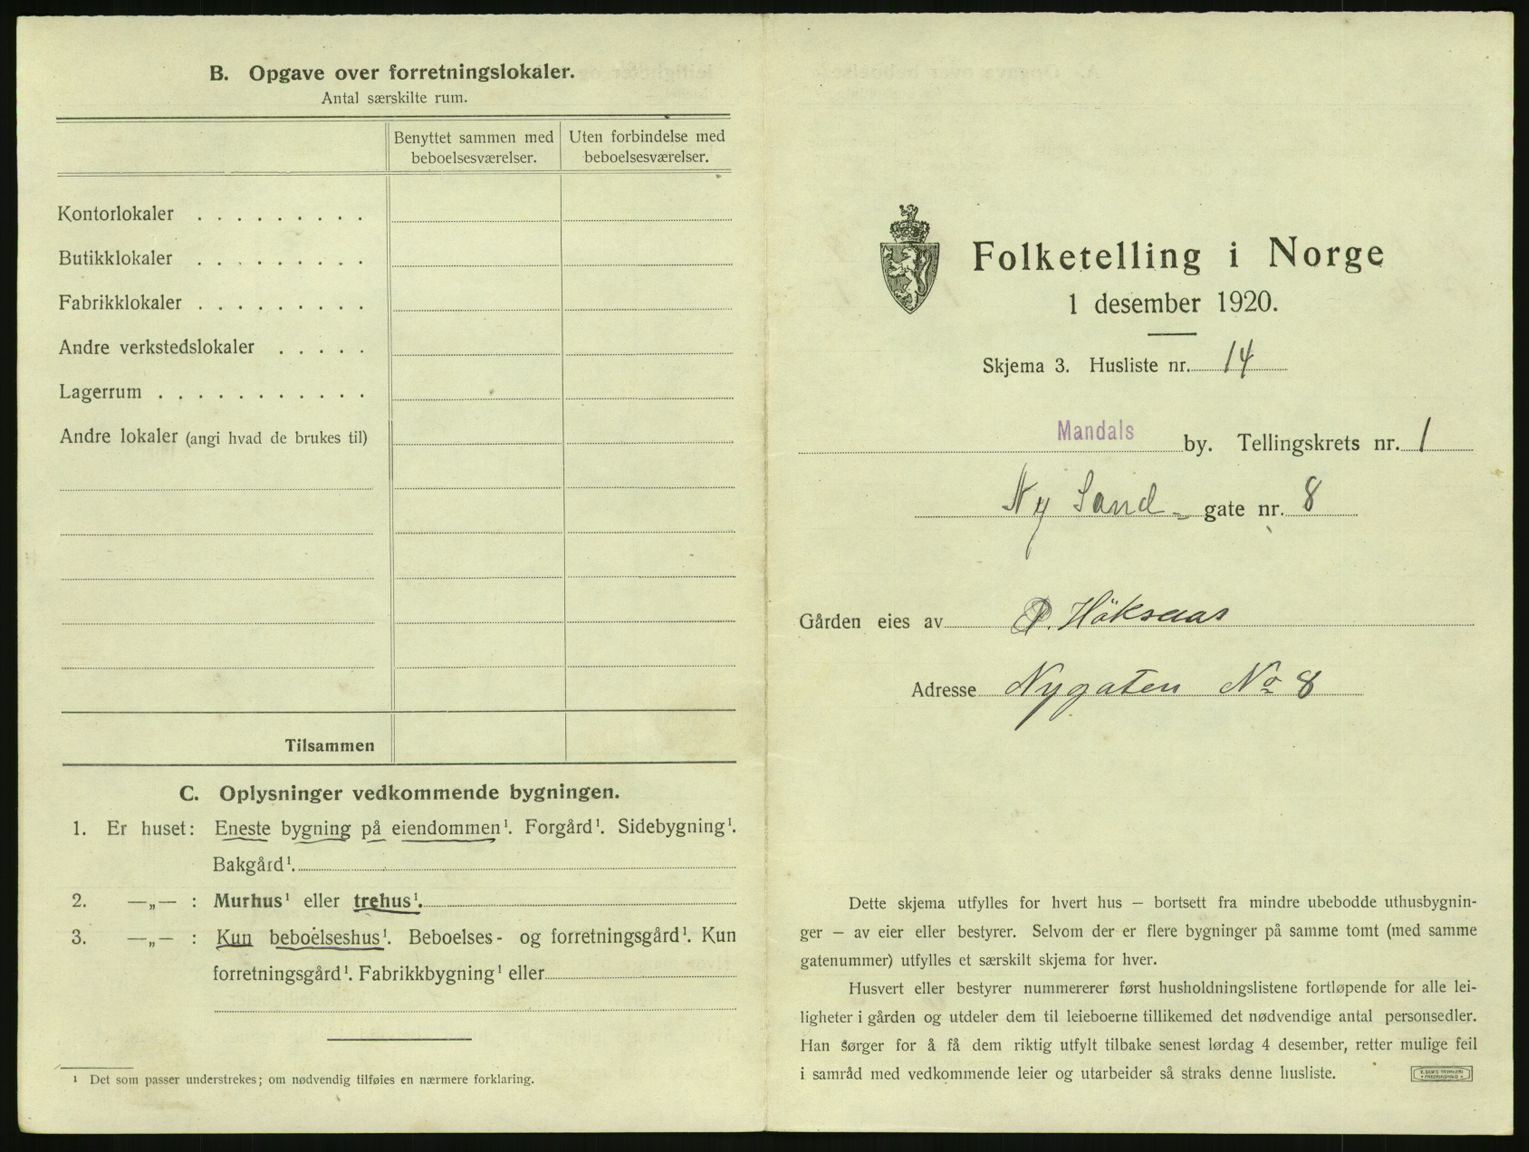 B. Opgave over forretningslokaler.
Antal særskilte rum.
Benyttet sammen med beboelsesværelser.
Uten forbindelse med beboelsesværelser.
Kontorlokaler . . . . . . . . .
Butikklokaler . . . . . . . . .
Fabrikklokaler . . . . . . . . .
Andre verkstedslokaler . . . . .
Lagerrum . . . . . . . . . . .
Andre lokaler (angi hvad de brukes til)
Tilsammen
C. Oplysninger vedkommende bygningen.
1. Er huset: Eneste bygning på eiendommen¹. Forgård¹. Sidebygning¹.
Bakgård¹.
2. —„— : Murhus¹ eller trehus¹.
3. —„— : Kun beboelseshus¹. Beboelses- og forretningsgård¹. Kun
forretningsgård¹. Fabrikkbygning¹ eller
¹ Det som passer understrekes; om nødvendig tilføies en nærmere forklaring.
Folketelling i Norge
1 desember 1920.
Skjema 3. Husliste nr. 14
Mandals by. Tellingskrets nr. 1
Ny Sand- gate nr. 8
Gården eies av P. Höksaas
Adresse Nygaten No 8
Dette skjema utfylles for hvert hus — bortsett fra mindre ubebodde uthusbygnin-
ger — av eier eller bestyrer. Selvom der er flere bygninger på samme tomt (med samme
gatenummer) utfylles et særskilt skjema for hver.
Husvert eller bestyrer nummererer først husholdningslistene fortløpende for alle lei-
ligheter i gården og utdeler dem til leieboerne tillikemed det nødvendige antal personsedler.
Han sørger for å få dem riktig utfylt tilbake senest lørdag 4 desember, retter mulige feil
i samråd med vedkommende leier og utarbeider så straks denne husliste.